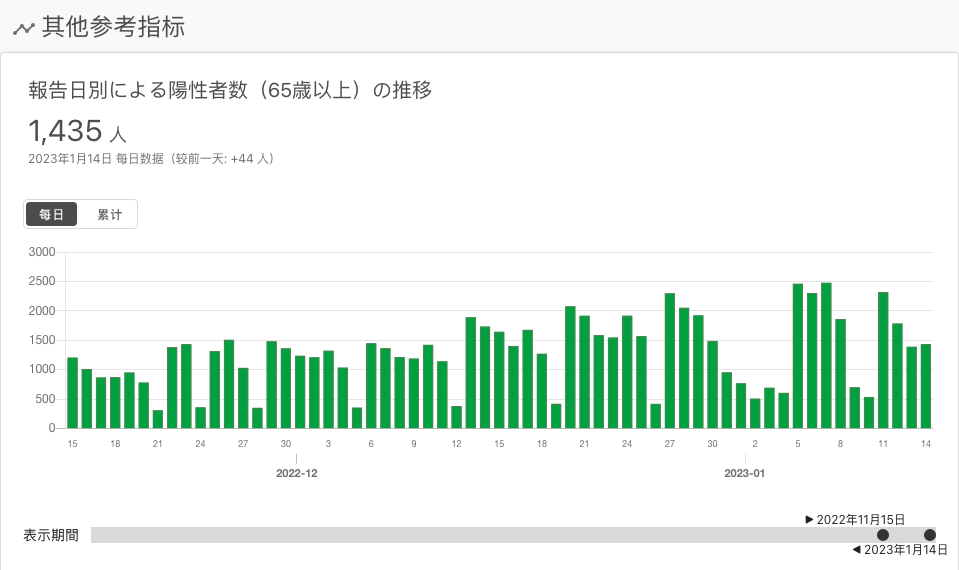 其他参考指标
報告日別による陽性者数（65歳以上）の推移
1,435 人
2023年1月14日 每日数据（较前一天: +44 人）
每日 累计
3000
2500
2000
1500
1000
500
0
15 18 21 24 27 30 3 6 9 12 15 18 21 24 27 30 2 5 8 11 14
2022-12 2023-01
▶ 2022年11月15日
表示期間
◀ 2023年1月14日